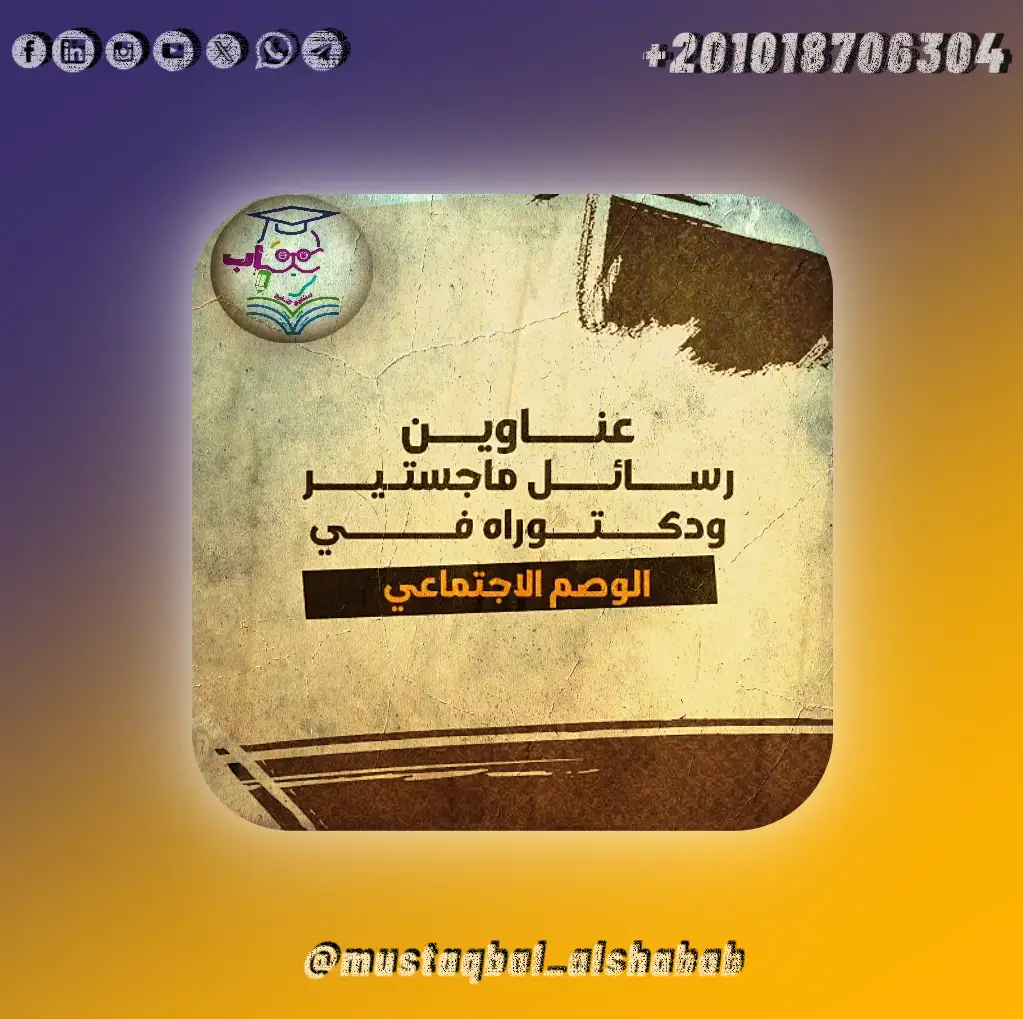 +201018706304
عناوين
رسائل ماجستير
ودكتوراه في
الوصم الاجتماعي
@mustaqbal_alshabab